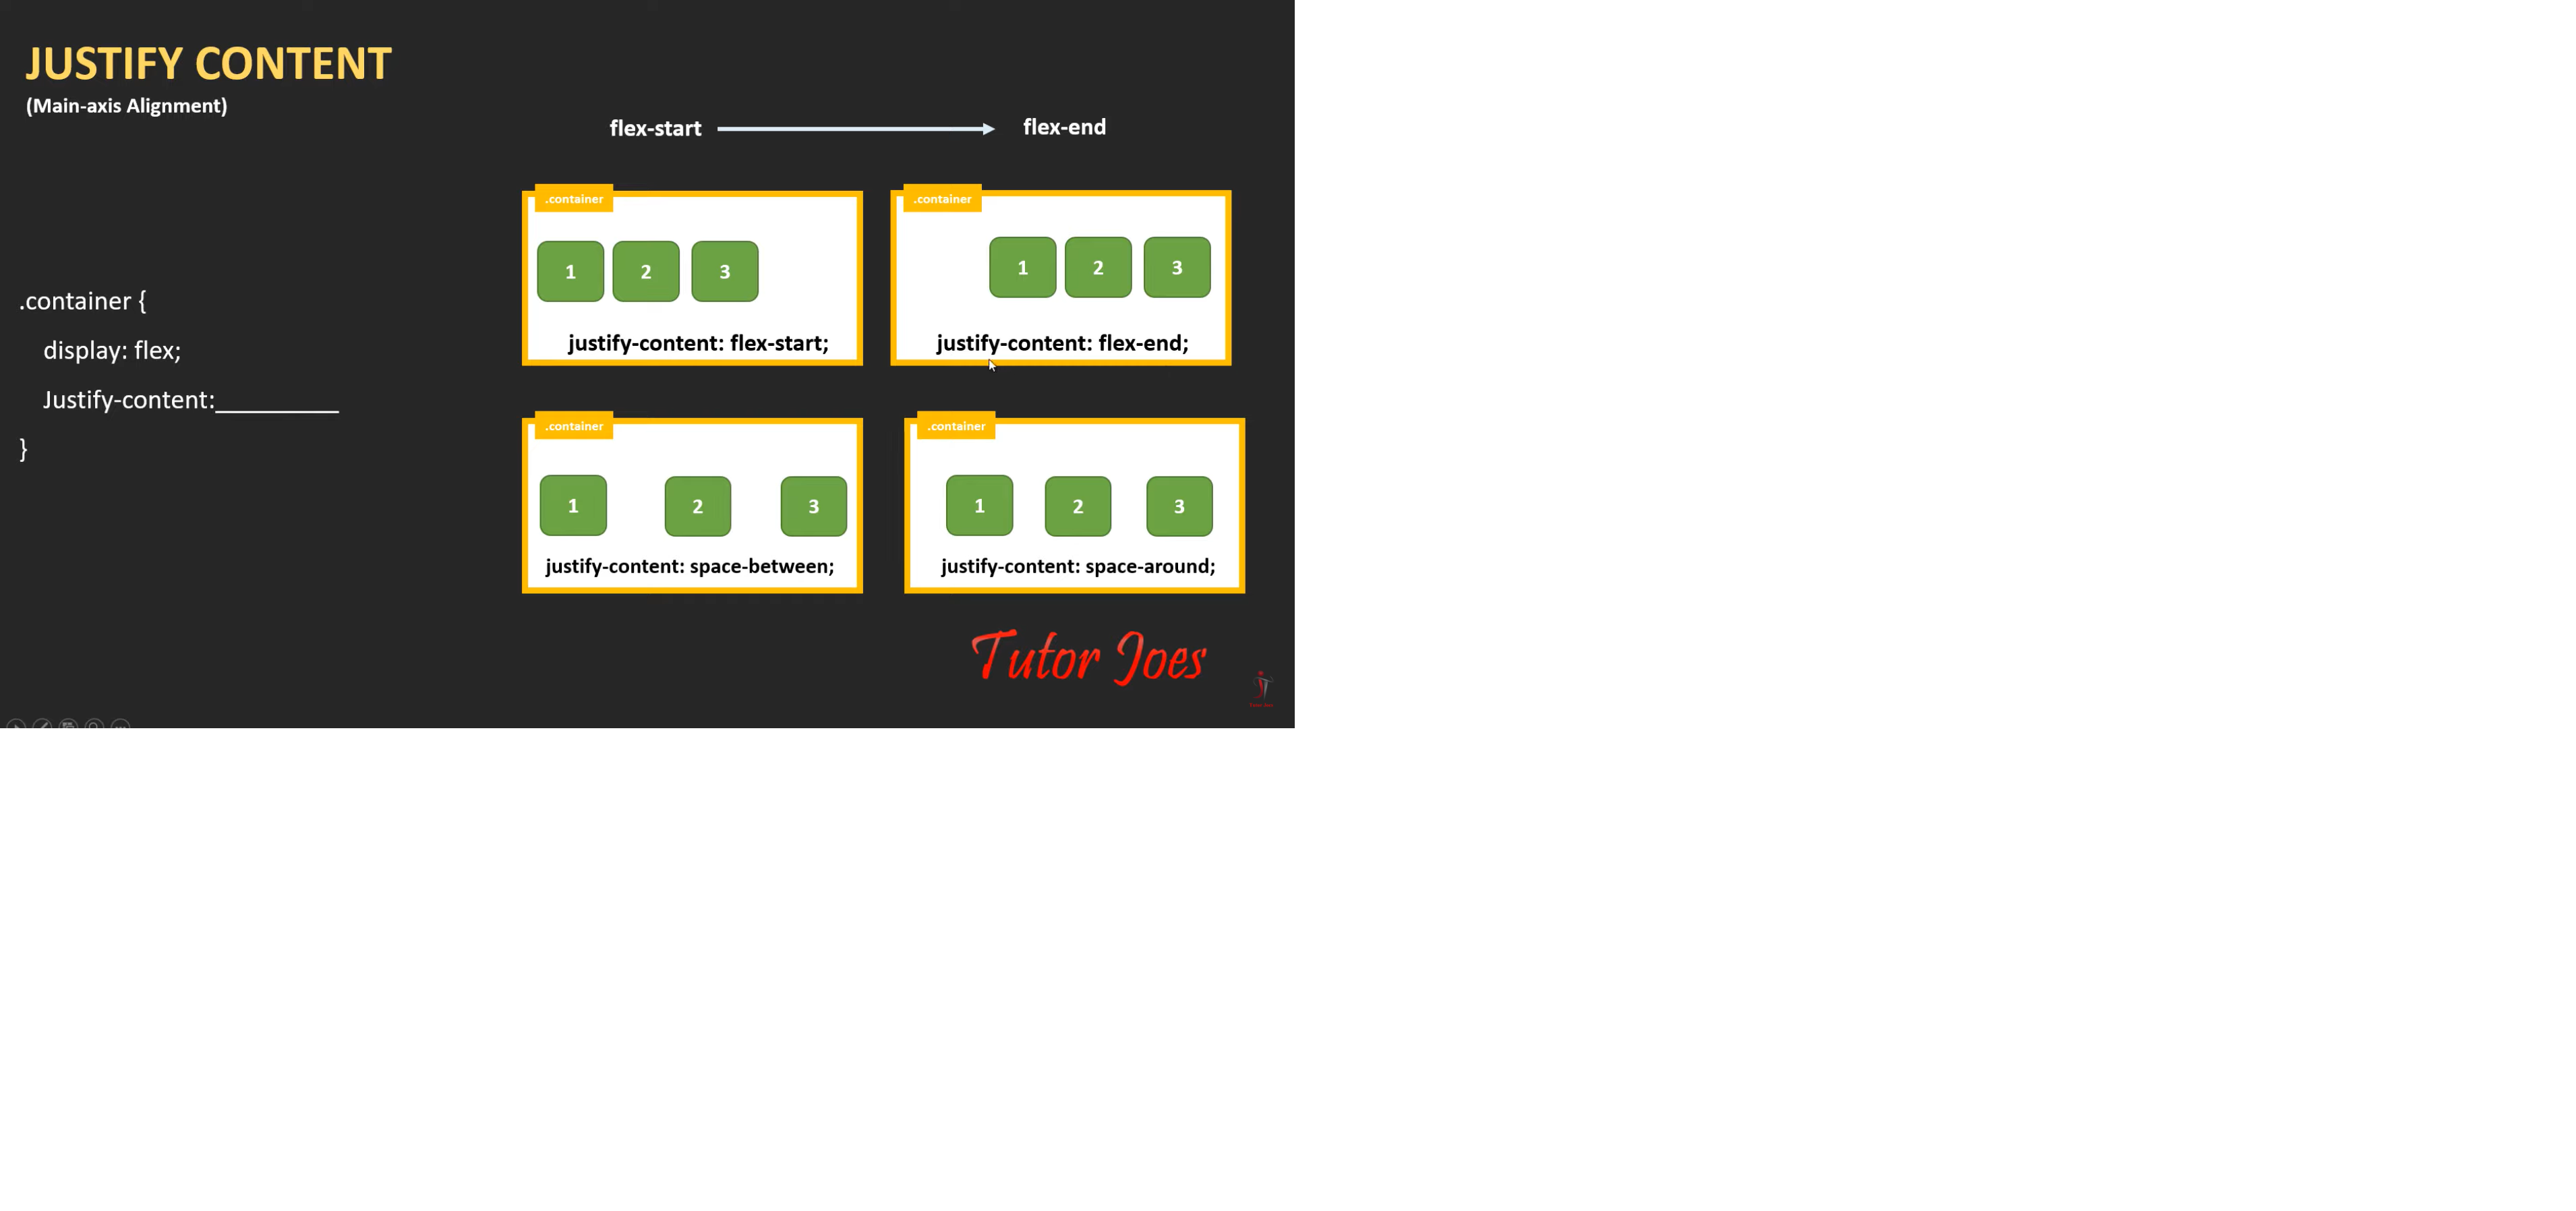 JUSTIFY CONTENT
(Main-axis Alignment)
flex-start
flex-end
.container {
display: flex;
Justify-content:_________
}
.container
1
2
3
justify-content: flex-start;
.container
1
2
3
justify-content: flex-end;
.container
1
2
3
justify-content: space-between;
.container
1
2
3
justify-content: space-around;
Tutor Joes